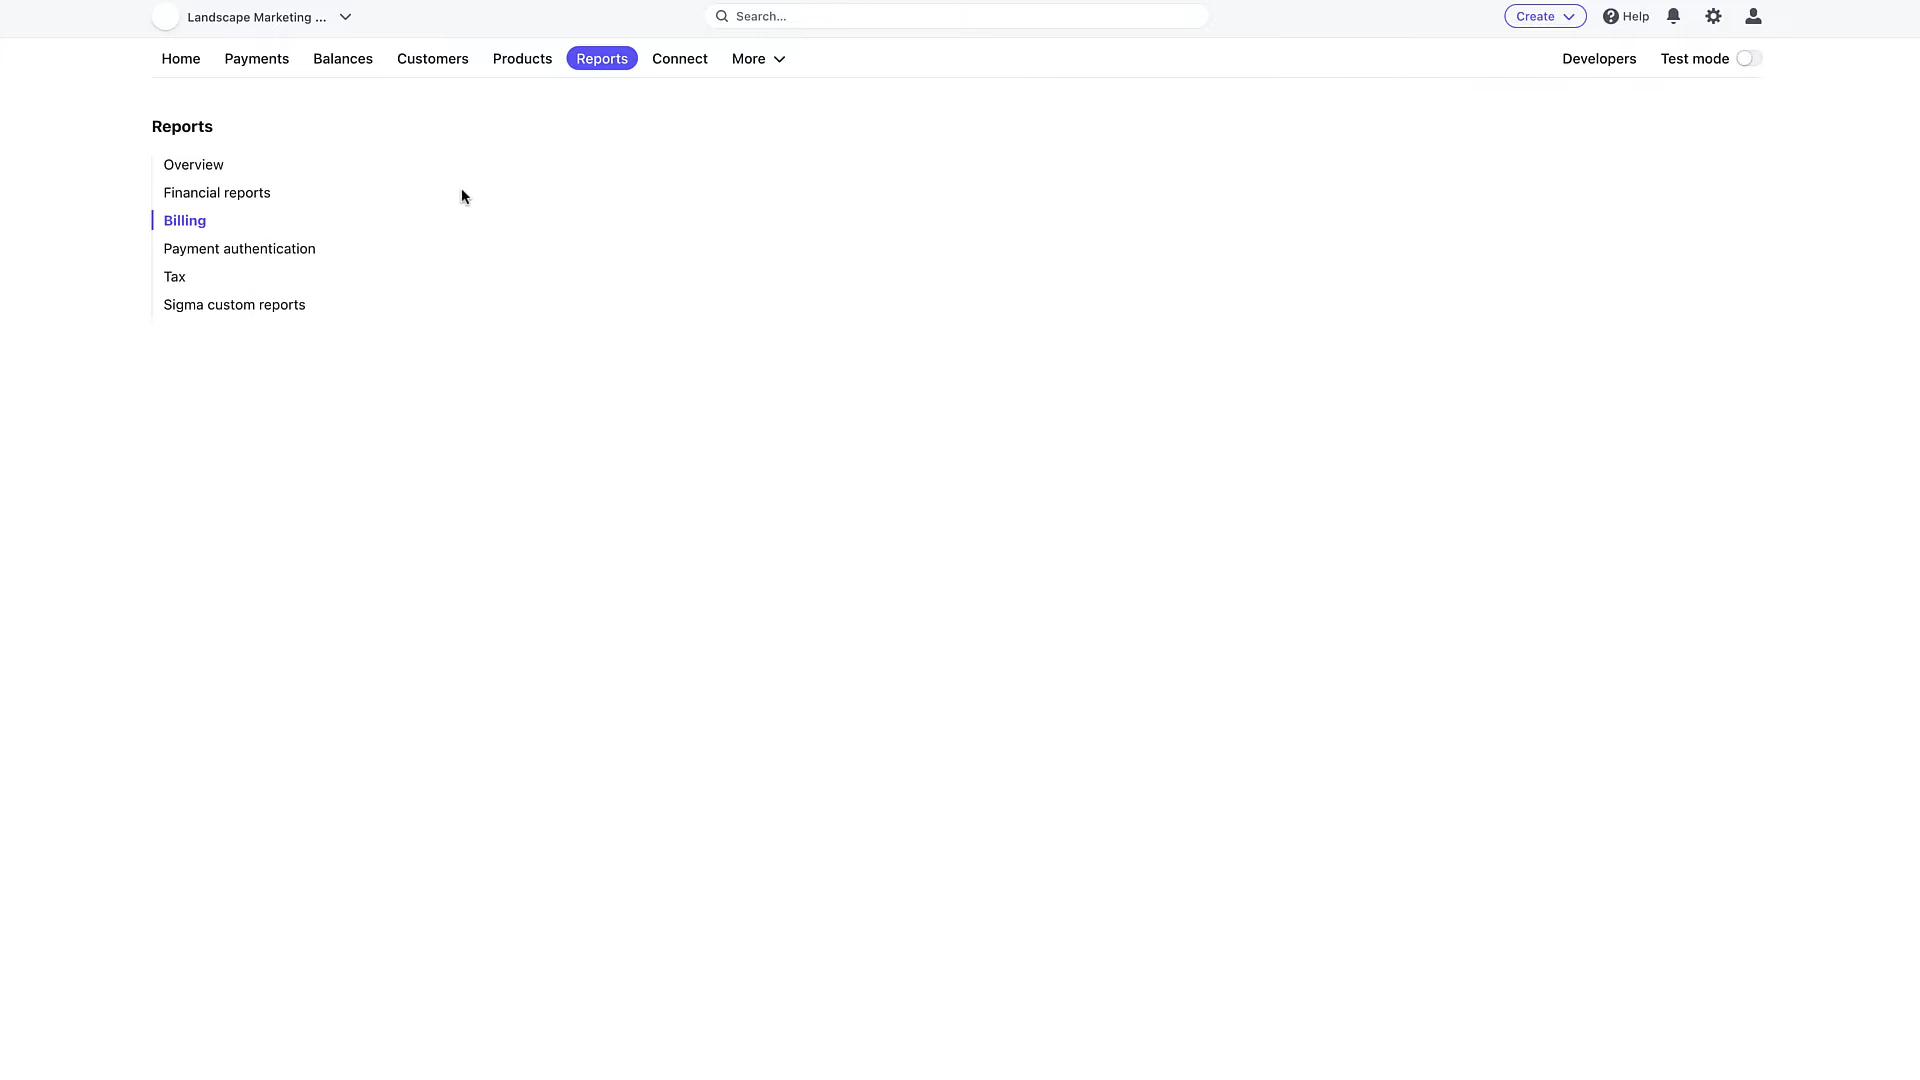 Landscape Marketing ...
Search...
Create
Help
Home Payments Balances Customers Products Reports Connect More
Developers Test mode
Reports
Overview
Financial reports
Billing
Payment authentication
Tax
Sigma custom reports